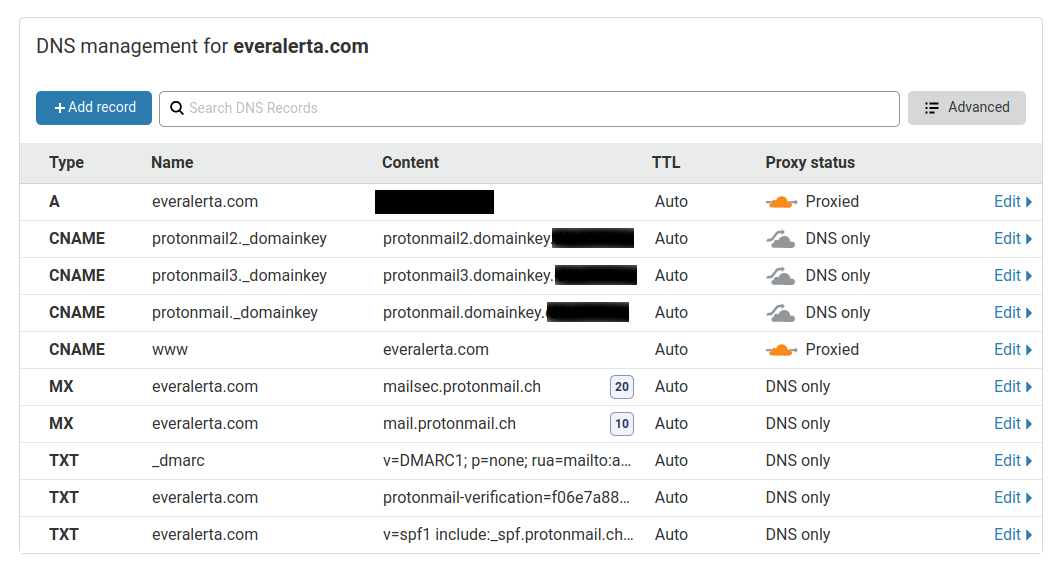 DNS management for everalerta.com
+ Add record Search DNS Records Advanced
Type Name Content TTL Proxy status
A everalerta.com Auto Proxied Edit
CNAME protonmail2._domainkey protonmail2.domainkey. Auto DNS only Edit
CNAME protonmail3._domainkey protonmail3.domainkey. Auto DNS only Edit
CNAME protonmail._domainkey protonmail.domainkey. Auto DNS only Edit
CNAME www everalerta.com Auto Proxied Edit
MX everalerta.com mailsec.protonmail.ch 20 Auto DNS only Edit
MX everalerta.com mail.protonmail.ch 10 Auto DNS only Edit
TXT _dmarc v=DMARC1; p=none; rua=mailto:a... Auto DNS only Edit
TXT everalerta.com protonmail-verification=f06e7a88... Auto DNS only Edit
TXT everalerta.com v=spf1 include:_spf.protonmail.ch... Auto DNS only Edit